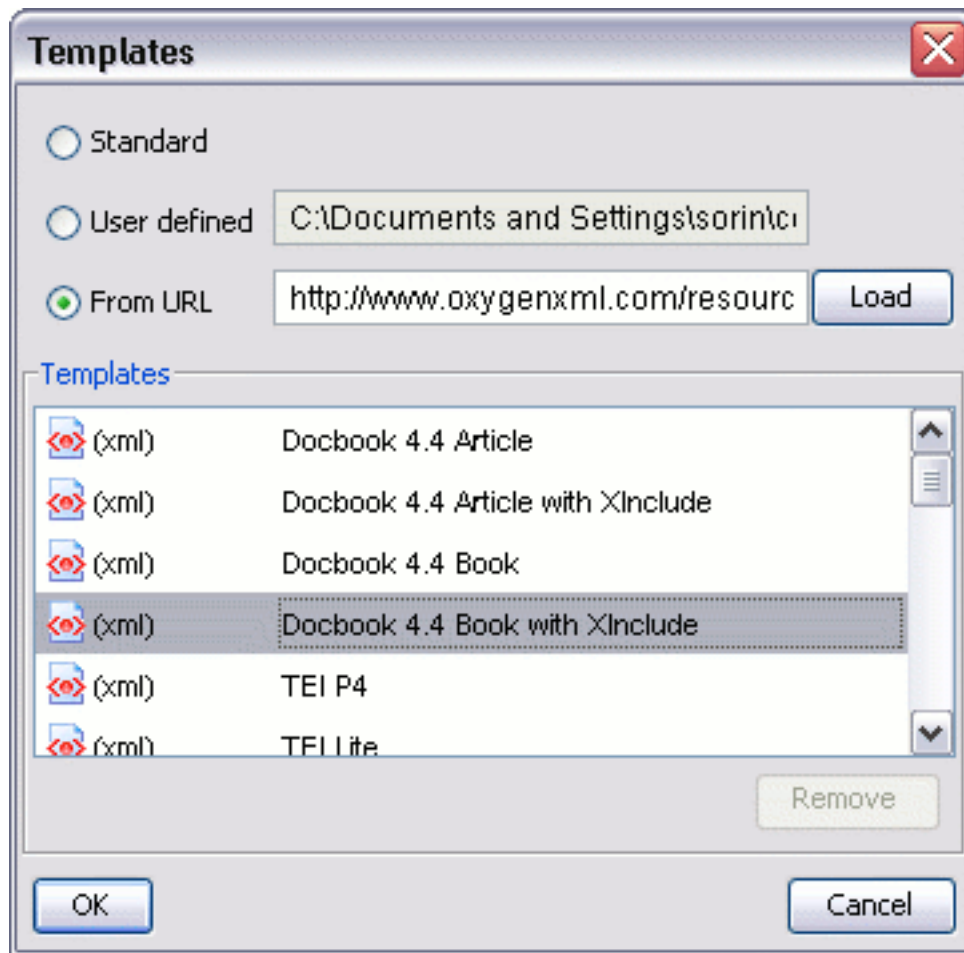 Templates
Standard
User defined C:\Documents and Settings\sorin\
From URL http://www.oxygenxml.com/resourc Load
Templates
(xml) Docbook 4.4 Article
(xml) Docbook 4.4 Article with XInclude
(xml) Docbook 4.4 Book
(xml) Docbook 4.4 Book with XInclude
(xml) TEI P4
(xml) TEI Lite
Remove
OK Cancel